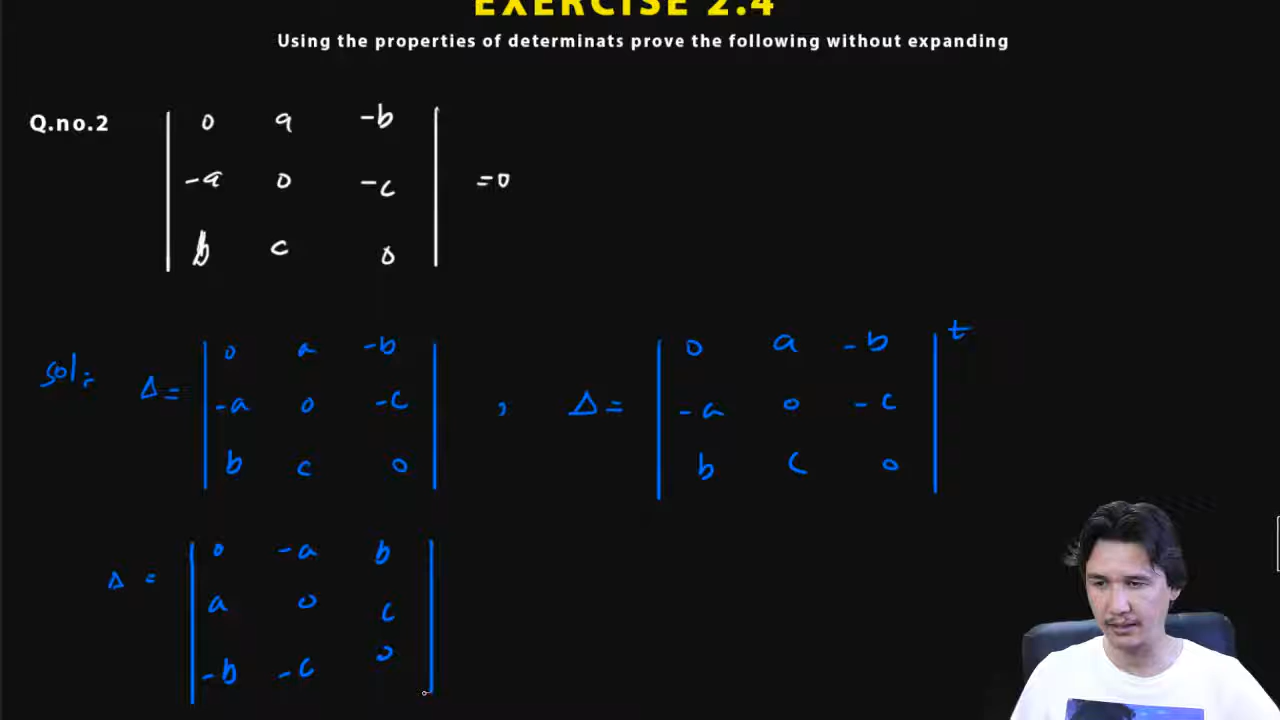 EXERCISE 2.4
Using the properties of determinats prove the following without expanding
Q.no.2
| 0 a -b |
| -a 0 -c | =0
| b c 0 |
sol:
Δ= | 0 a -b | , Δ= | 0 a -b |t
| -a 0 -c | | -a 0 -c |
| b c 0 | | b c 0 |
Δ = | 0 -a b |
| a 0 c |
| -b -c 0 |